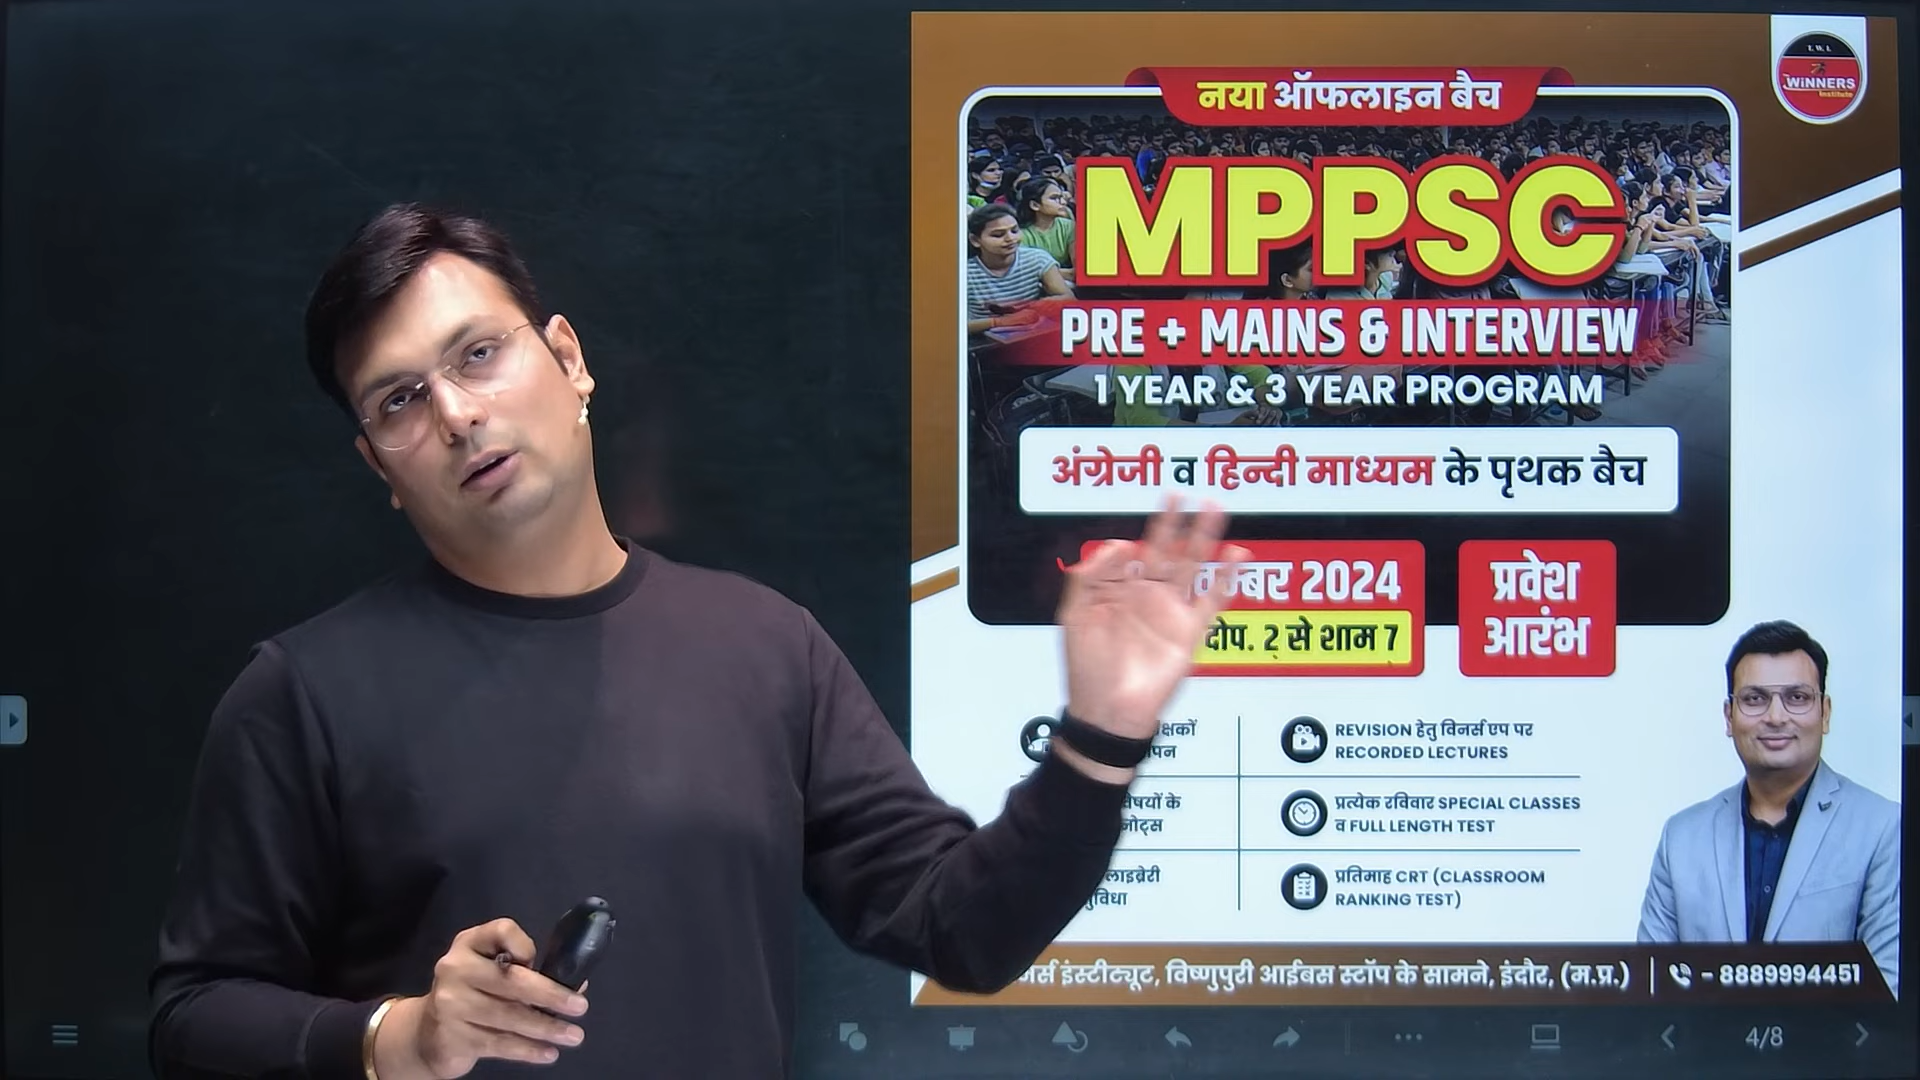 T. W. I.
WiNNERS
Institute
नया ऑफलाइन बैच
MPPSC
PRE + MAINS & INTERVIEW
1 YEAR & 3 YEAR PROGRAM
अंग्रेजी व हिन्दी माध्यम के पृथक बैच
2024
दोप. 2 से शाम 7
प्रवेश
आरंभ
REVISION हेतु विनर्स एप पर
RECORDED LECTURES
के
प्रत्येक रविवार SPECIAL CLASSES
व FULL LENGTH TEST
लाइब्रेरी
प्रतिमाह CRT (CLASSROOM
RANKING TEST)
इंस्टीट्यूट, विष्णुपुरी आईबस स्टॉप के सामने, इंदौर, (म.प्र.)
- 8889994451
4/8